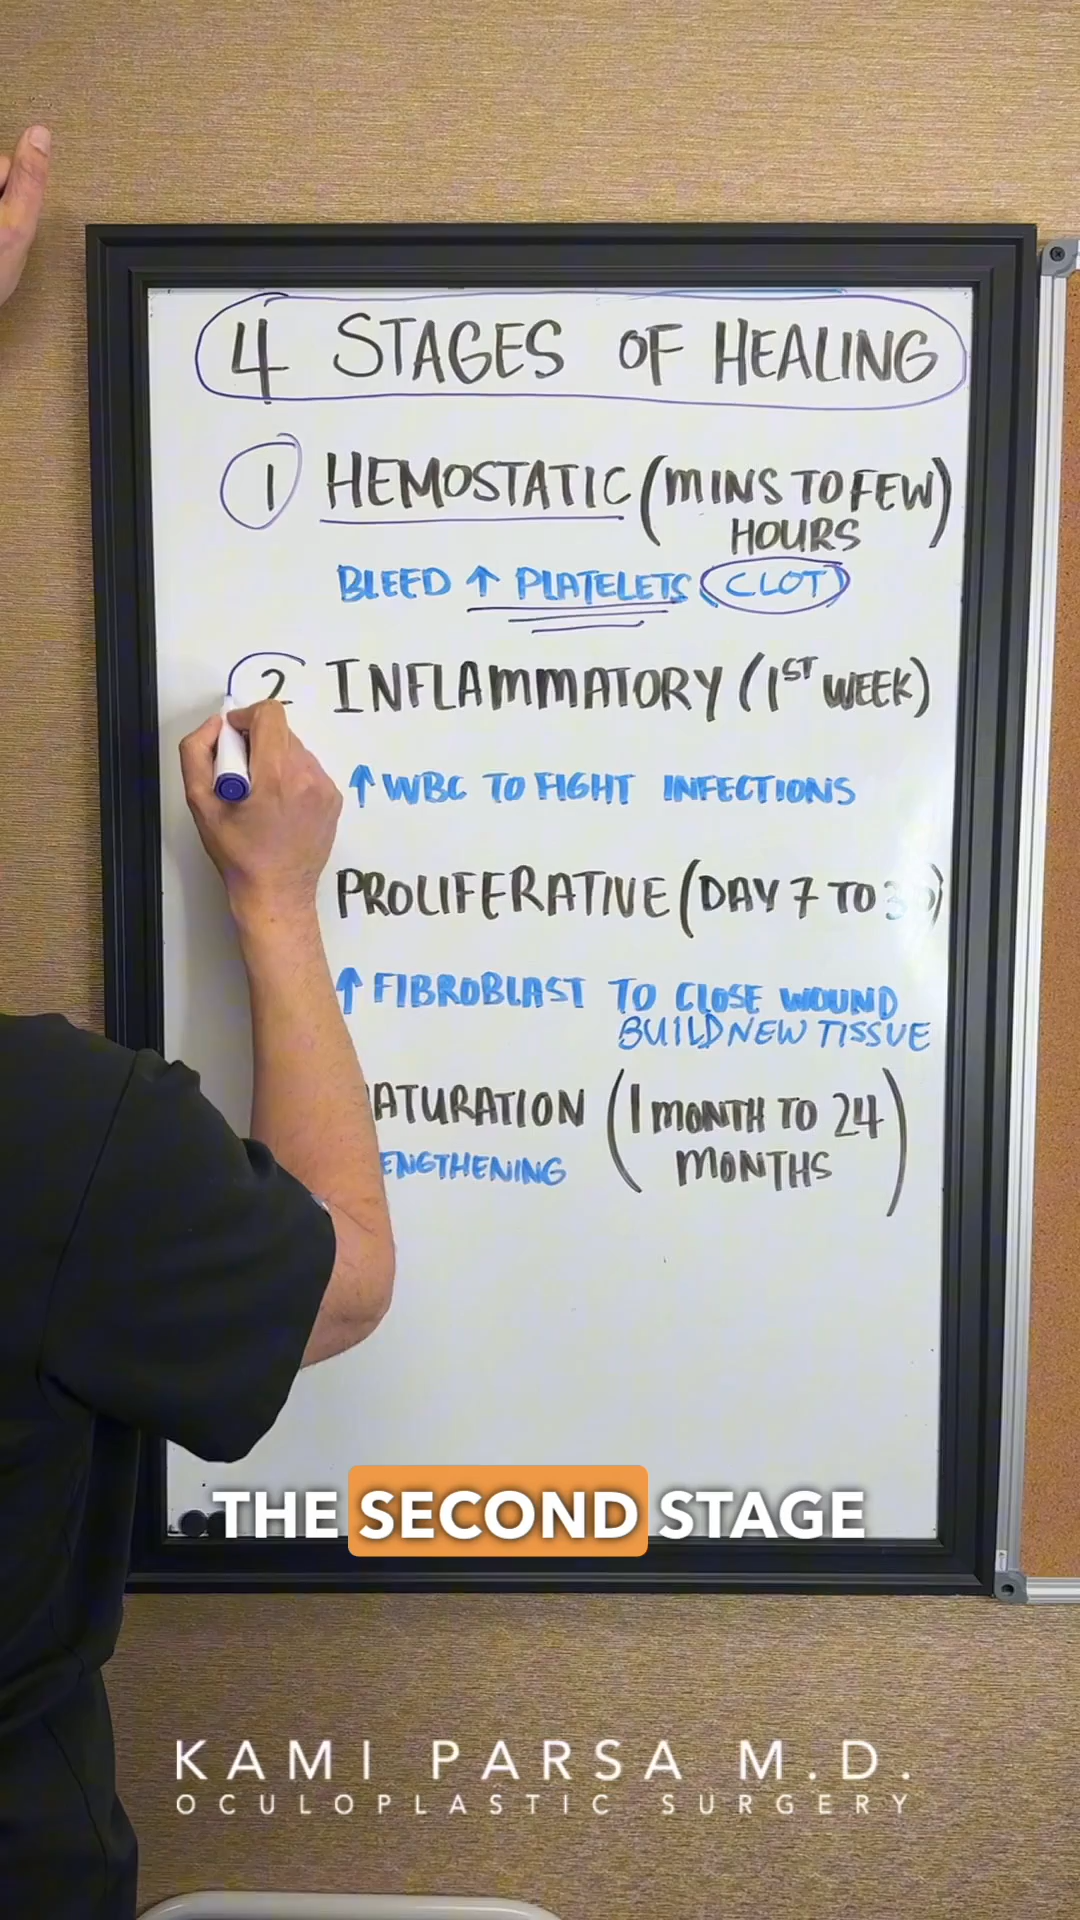 4 STAGES OF HEALING
1 HEMOSTATIC (MINS TO FEW
HOURS)
BLEED ↑ PLATELETS (CLOT)
2 INFLAMMATORY (1ST WEEK)
↑ WBC TO FIGHT INFECTIONS
PROLIFERATIVE (DAY 7 TO 30)
↑ FIBROBLAST TO CLOSE WOUND
BUILD NEW TISSUE
ATURATION (1 MONTH TO 24
ENGTHENING MONTHS)
THE SECOND STAGE
KAMI PARSA M.D.
OCULOPLASTIC SURGERY